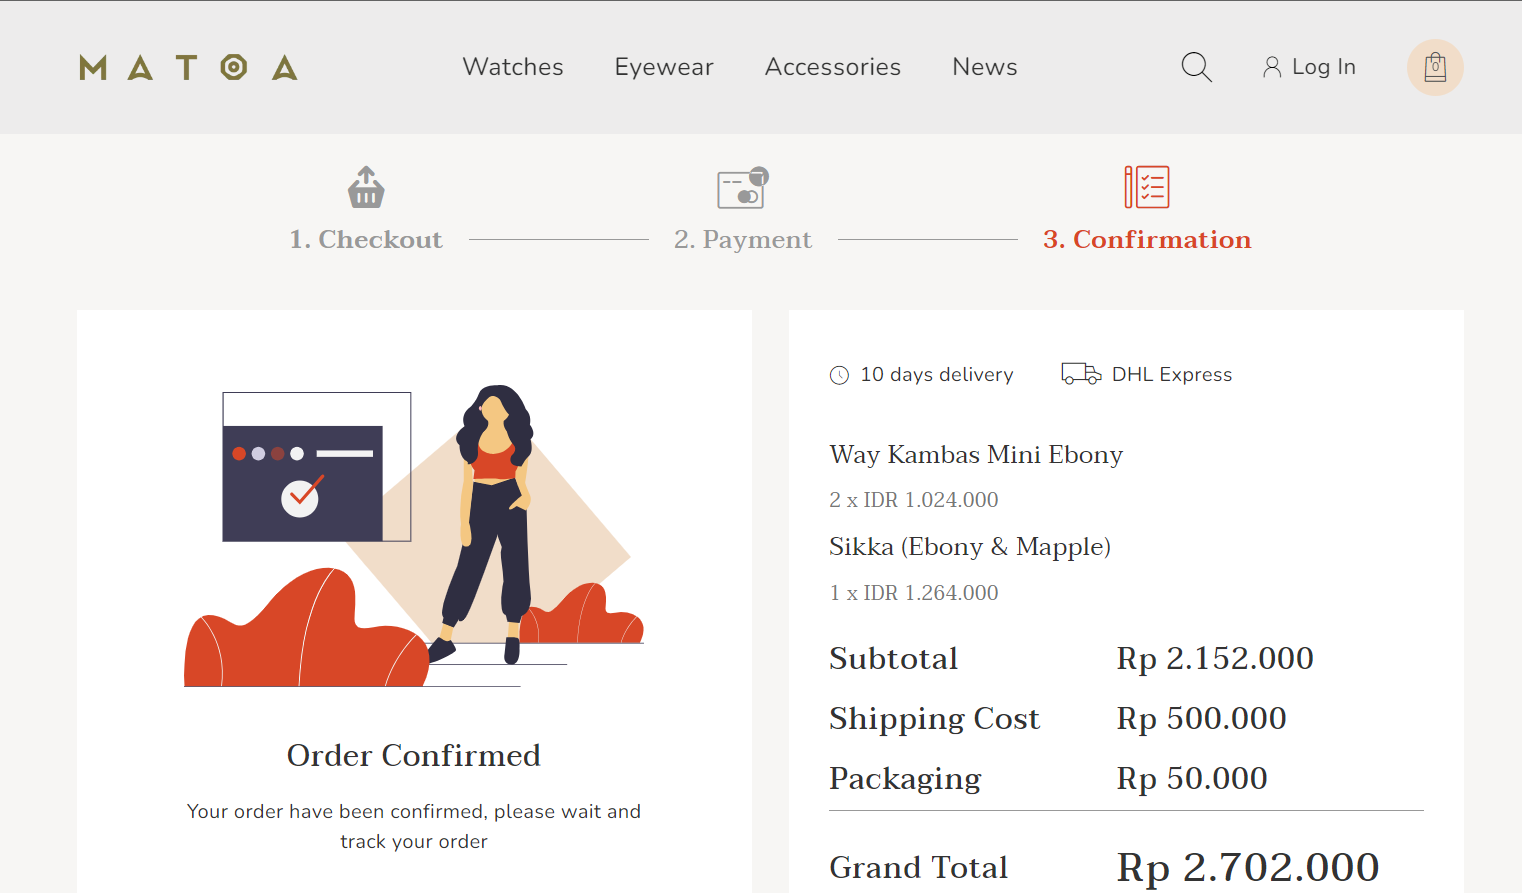 MATOA
Watches Eyewear Accessories News
Log In
0
1. Checkout
2. Payment
3. Confirmation
Order Confirmed
Your order have been confirmed, please wait and
track your order
10 days delivery
DHL Express
Way Kambas Mini Ebony
2 x IDR 1.024.000
Sikka (Ebony & Mapple)
1 x IDR 1.264.000
Subtotal Rp 2.152.000
Shipping Cost Rp 500.000
Packaging Rp 50.000
Grand Total Rp 2.702.000